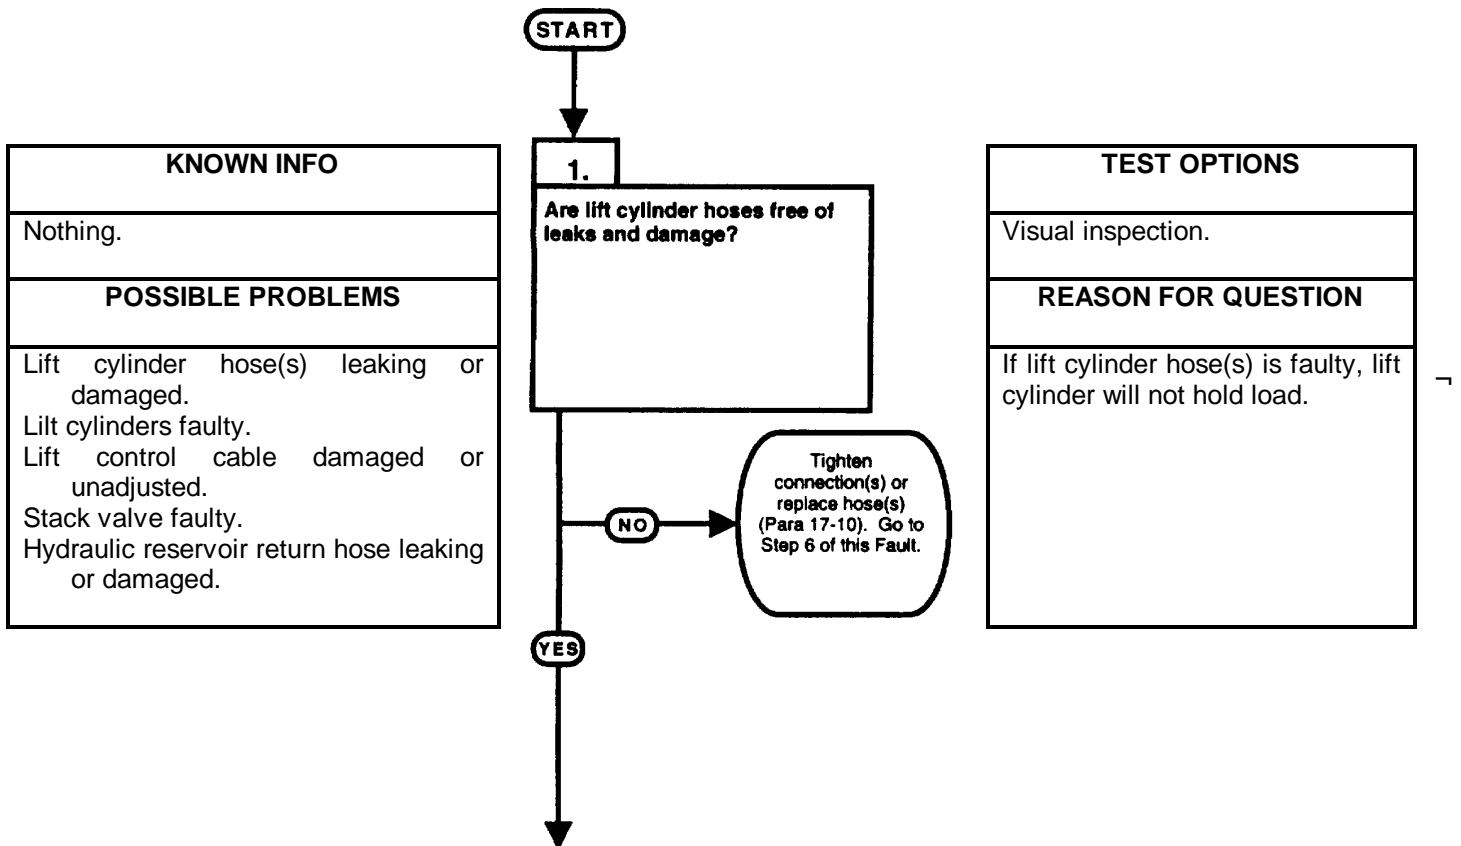 START
KNOWN INFO
Nothing.
POSSIBLE PROBLEMS
Lift cylinder hose(s) leaking or
damaged.
Lilt cylinders faulty.
Lift control cable damaged or
unadjusted.
Stack valve faulty.
Hydraulic reservoir return hose leaking
or damaged.
1.
Are lift cylinder hoses free of
leaks and damage?
NO
Tighten
connection(s) or
replace hose(s)
(Para 17-10). Go to
Step 6 of this Fault.
YES
TEST OPTIONS
Visual inspection.
REASON FOR QUESTION
If lift cylinder hose(s) is faulty, lift
cylinder will not hold load.
¬